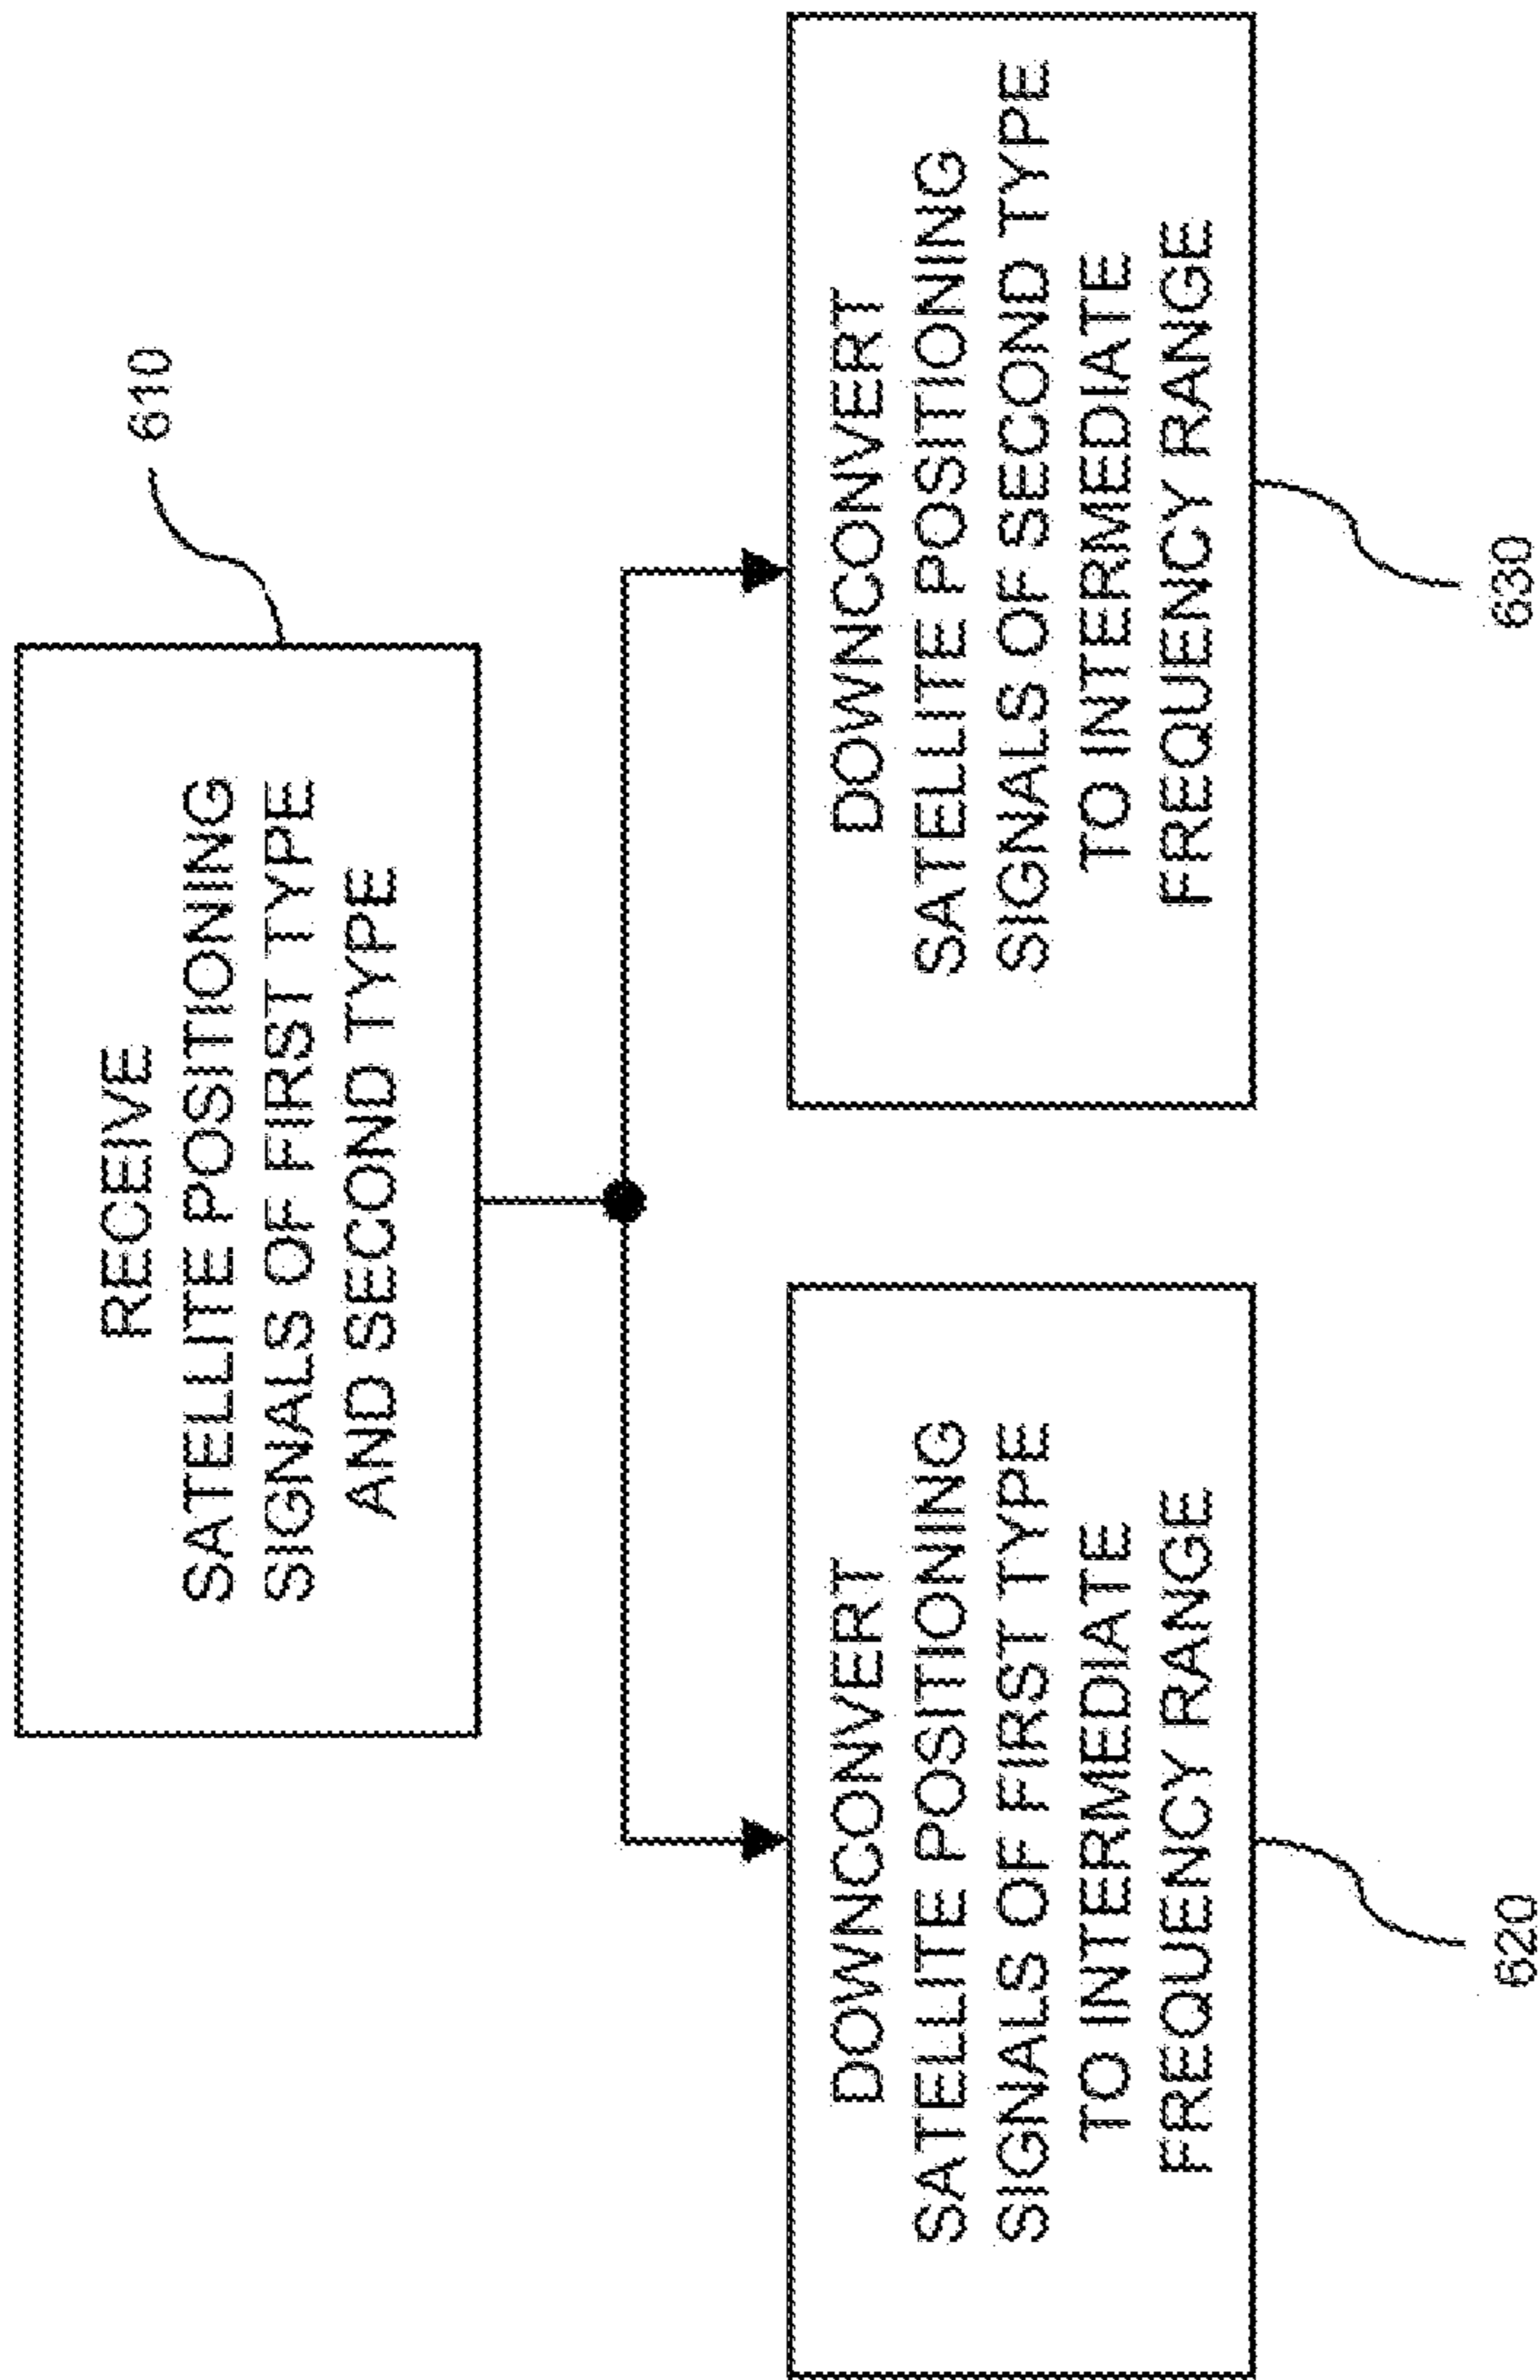 RECEIVE
SATELLITE POSITIONING
SIGNALS OF FIRST TYPE
AND SECOND TYPE
610
DOWNCONVERT
SATELLITE POSITIONING
SIGNALS OF FIRST TYPE
TO INTERMEDIATE
FREQUENCY RANGE
620
DOWNCONVERT
SATELLITE POSITIONING
SIGNALS OF SECOND TYPE
TO INTERMEDIATE
FREQUENCY RANGE
630